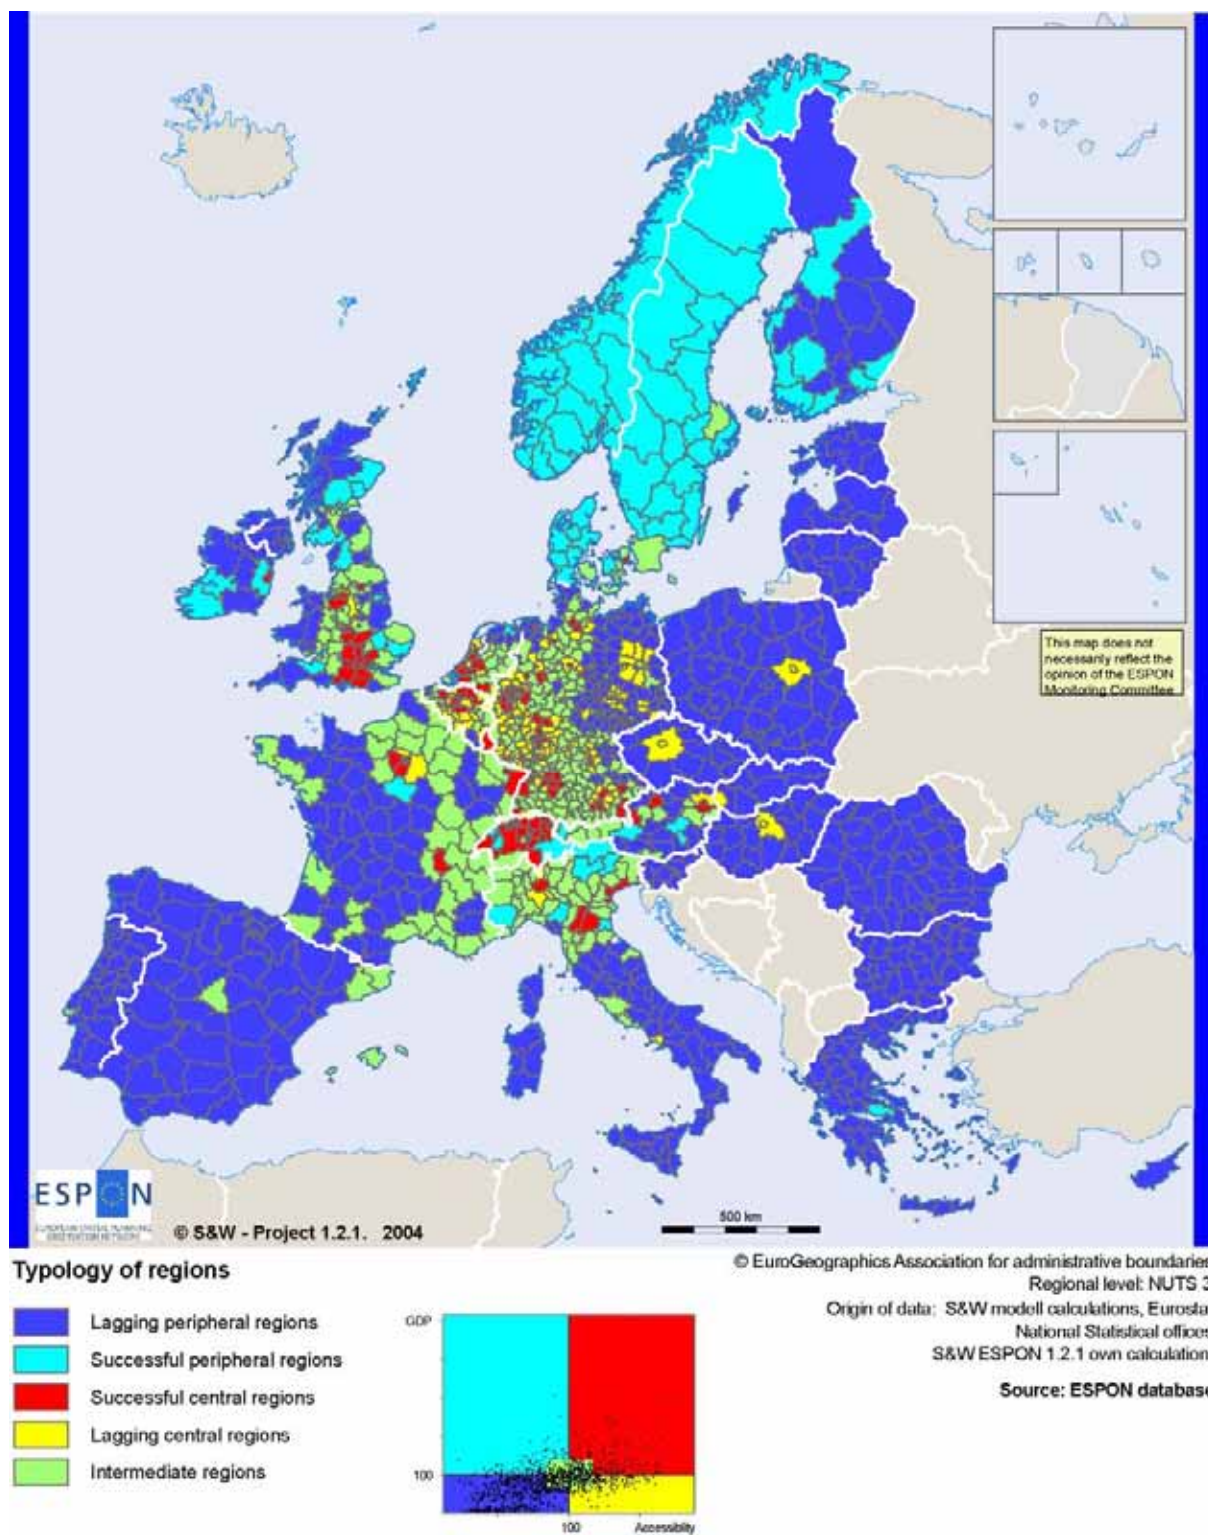 This map does not
necessarily reflect the
opinion of the ESPON
Monitoring Committee
ESPON
© S&W - Project 1.2.1. 2004
500 km
© EuroGeographics Association for administrative boundaries
Regional level: NUTS 3
Origin of data: S&W modell calculations, Eurosta
National Statistical offices
S&W ESPON 1.2.1 own calculation
Source: ESPON database
Typology of regions
Lagging peripheral regions
Successful peripheral regions
Successful central regions
Lagging central regions
Intermediate regions
GDP
100
100
Accessibility